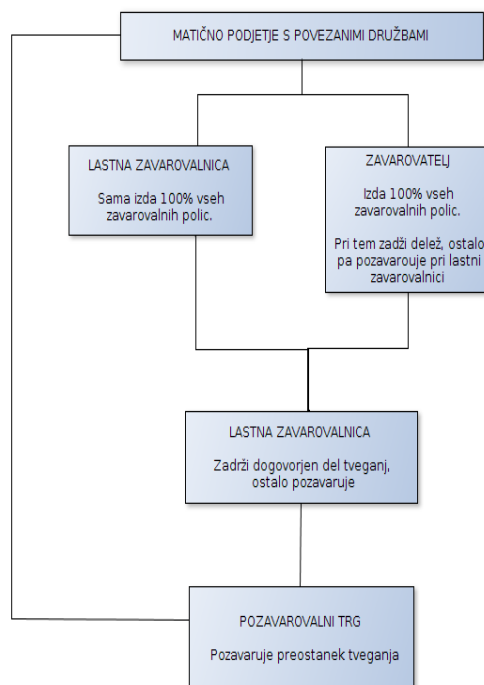 MATIČNO PODJETJE S POVEZANIMI DRUŽBAMI
LASTNA ZAVAROVALNICA
Sama izda 100% vseh
zavarovalnih polic.
ZAVAROVATELJ
Izda 100% vseh
zavarovalnih polic.
Pri tem zadži delež, ostalo
pa pozavarouje pri lastni
zavarovalnici
LASTNA ZAVAROVALNICA
Zadrži dogovorjen del tveganj,
ostalo pozavaruje
POZAVAROVALNI TRG
Pozavaruje preostanek tveganja